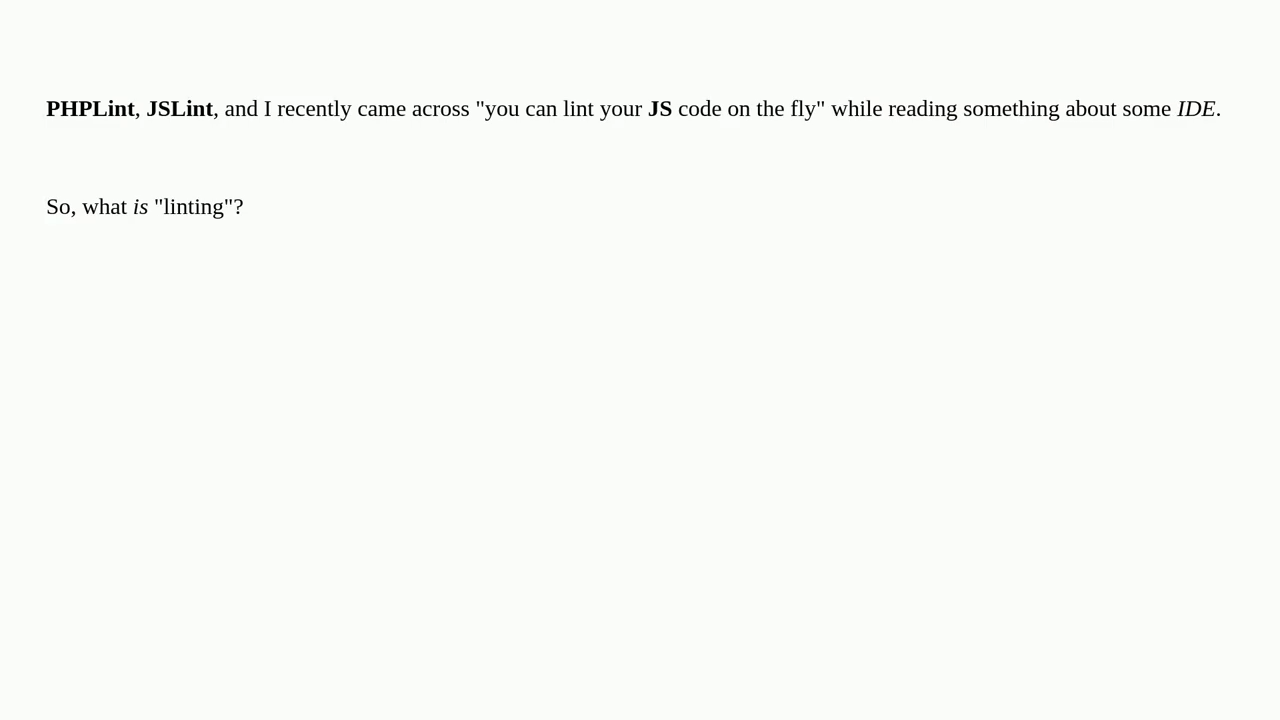 PHPLint, JSLint, and I recently came across "you can lint your JS code on the fly" while reading something about some IDE.
So, what is "linting"?